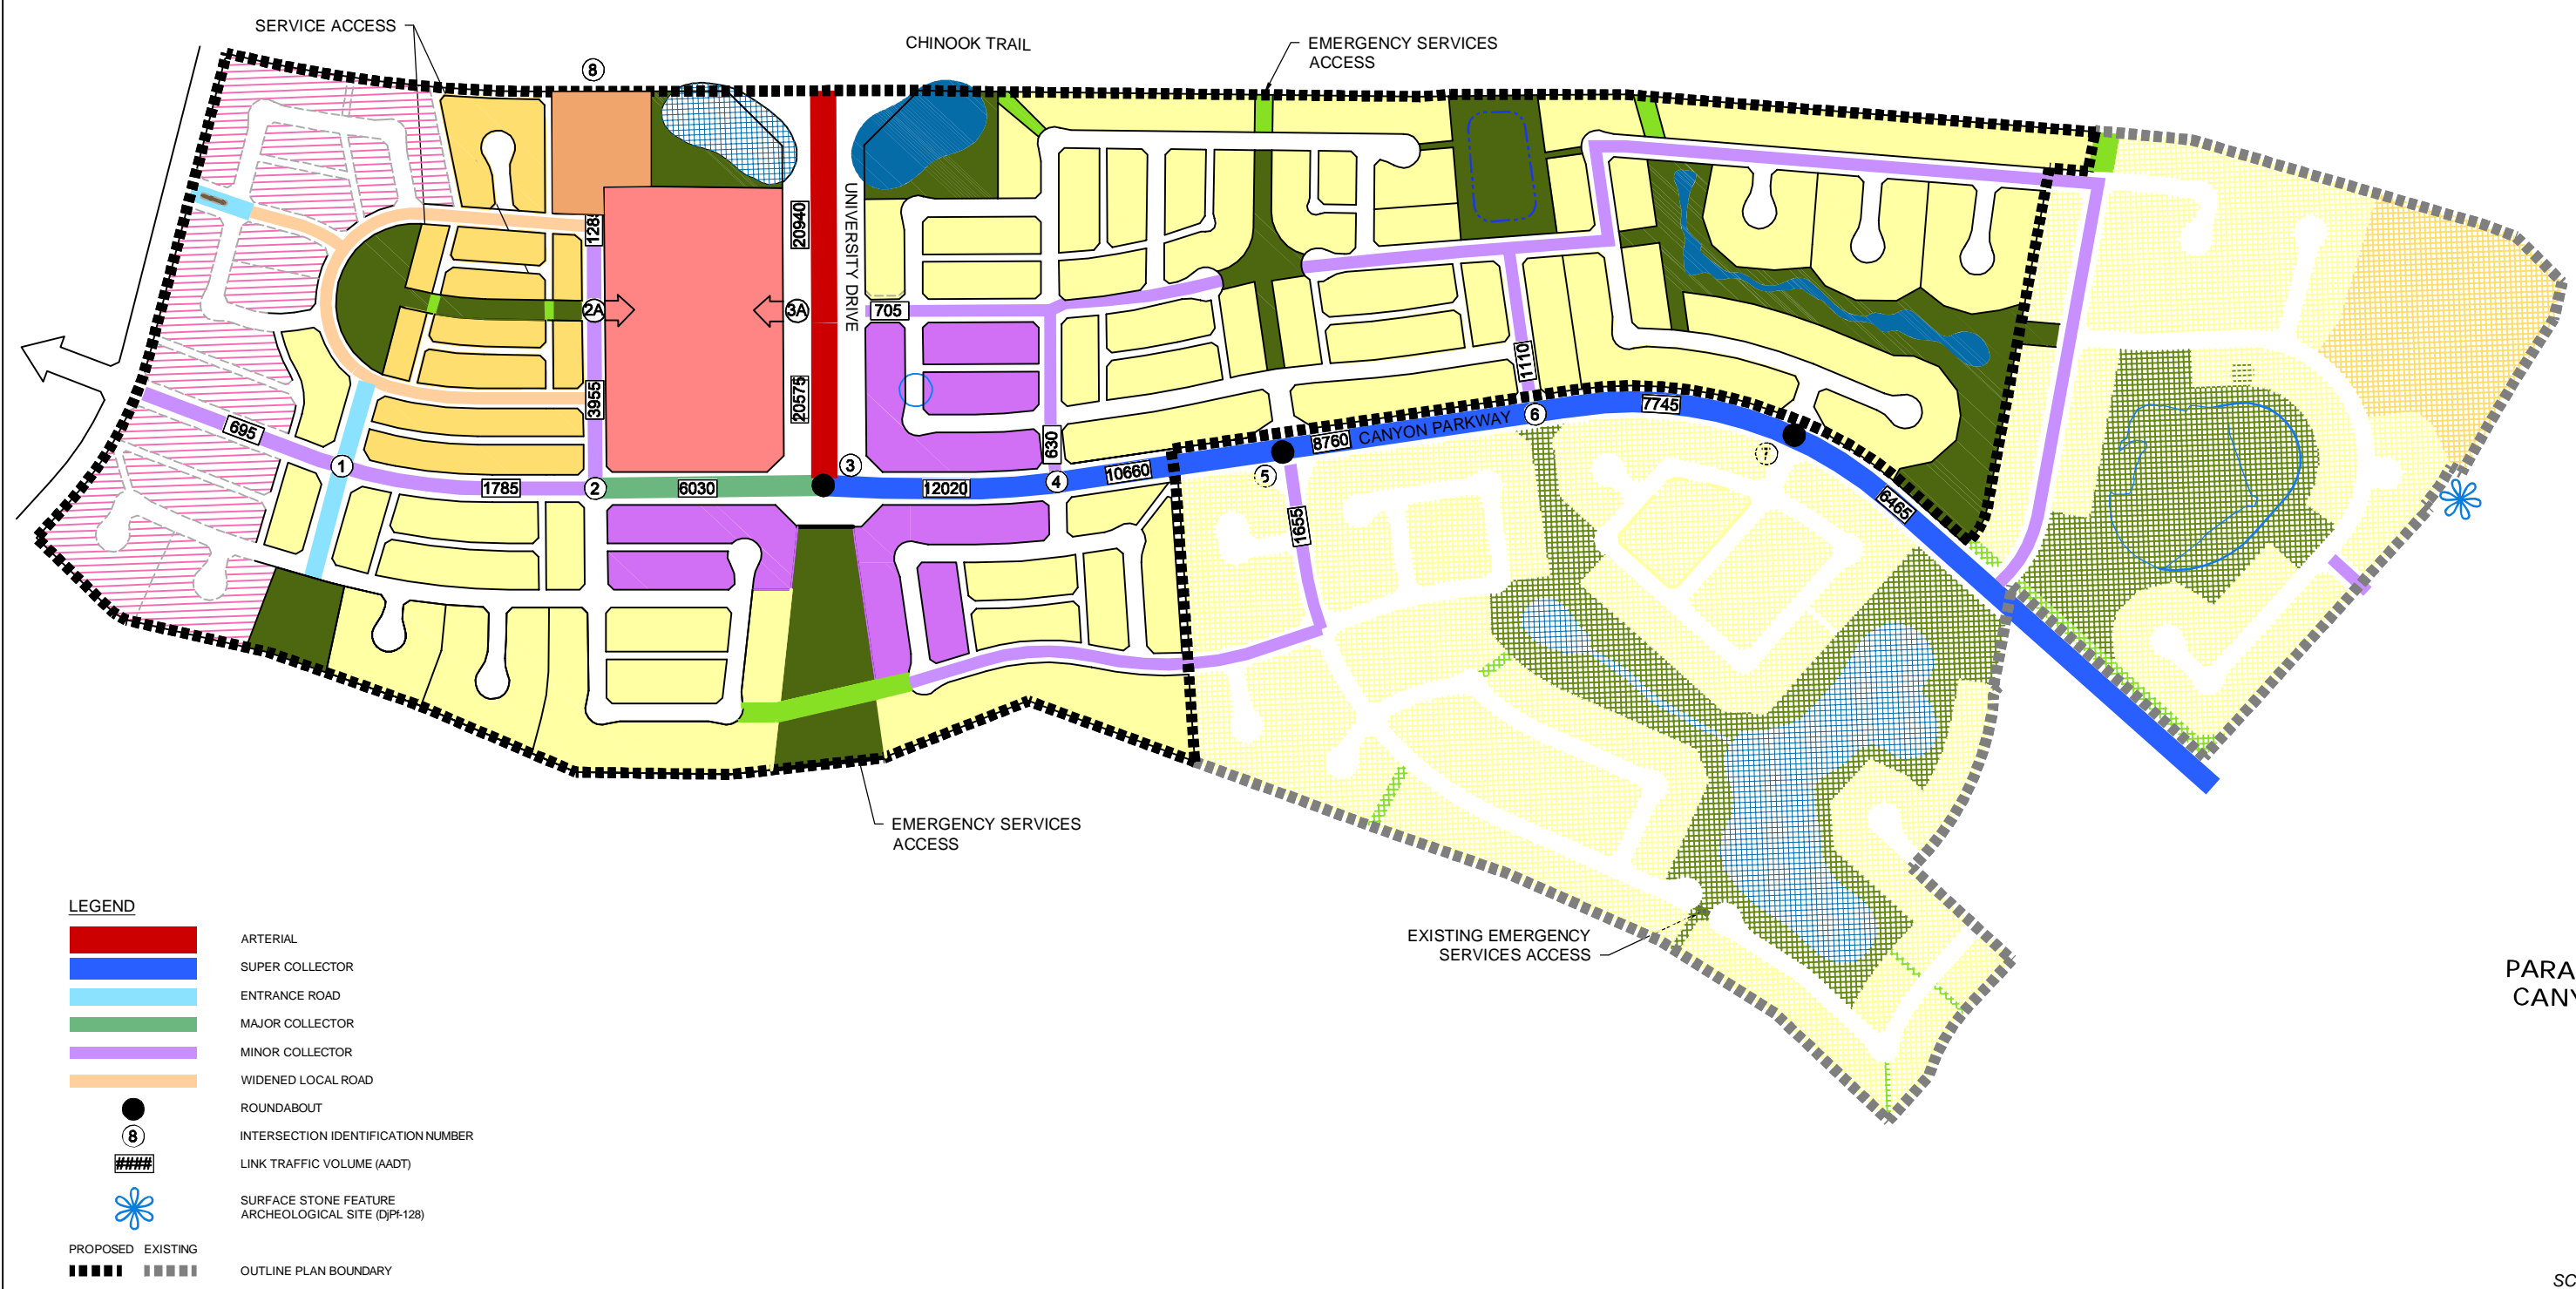 SERVICE ACCESS
CHINOOK TRAIL
EMERGENCY SERVICES
ACCESS
8
UNIVERSITY DRIVE
20940
2A
3A
705
3955
20575
1110
695
1
1785
2
6030
3
12020
630
4
10660
5
8760
CANYON PARKWAY
6
7745
7
6465
1655
EMERGENCY SERVICES
ACCESS
EXISTING EMERGENCY
SERVICES ACCESS
LEGEND
ARTERIAL
SUPER COLLECTOR
ENTRANCE ROAD
MAJOR COLLECTOR
MINOR COLLECTOR
WIDENED LOCAL ROAD
ROUNDABOUT
8
INTERSECTION IDENTIFICATION NUMBER
####
LINK TRAFFIC VOLUME (AADT)
SURFACE STONE FEATURE
ARCHEOLOGICAL SITE (DjPf-128)
PROPOSED EXISTING
OUTLINE PLAN BOUNDARY
PARA
CANY
SC